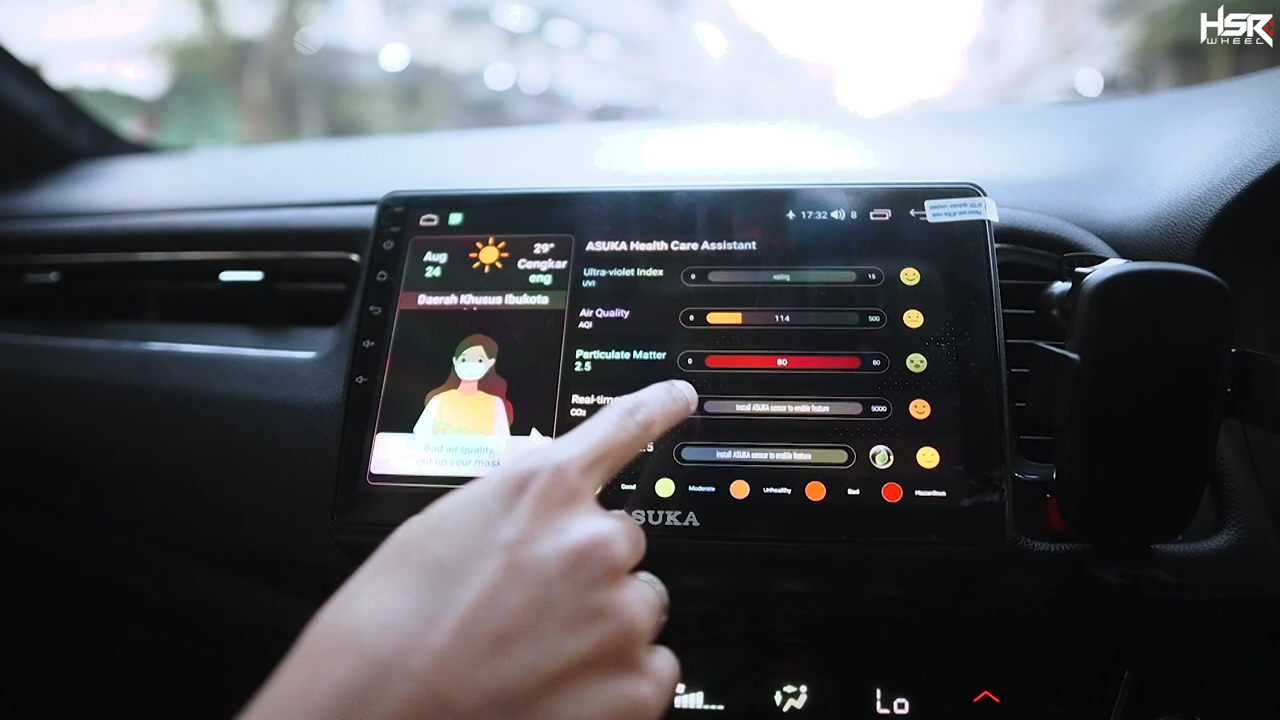 HSR
WHEEL
17:32
8
Aug
24
29°
Cengkar
eng
Daerah Khusus Ibukota
Bad air quality,
put up your mask
ASUKA Health Care Assistant
Ultra-violet Index
UVI
0
15
Air Quality
AQI
0
114
500
Particulate Matter
2.5
0
80
80
Real-time
CO₂
Install ASUKA sensor to enable feature
5000
.5
Install ASUKA sensor to enable feature
Good
Moderate
Unhealthy
Bad
Hazardous
ASUKA
Lo